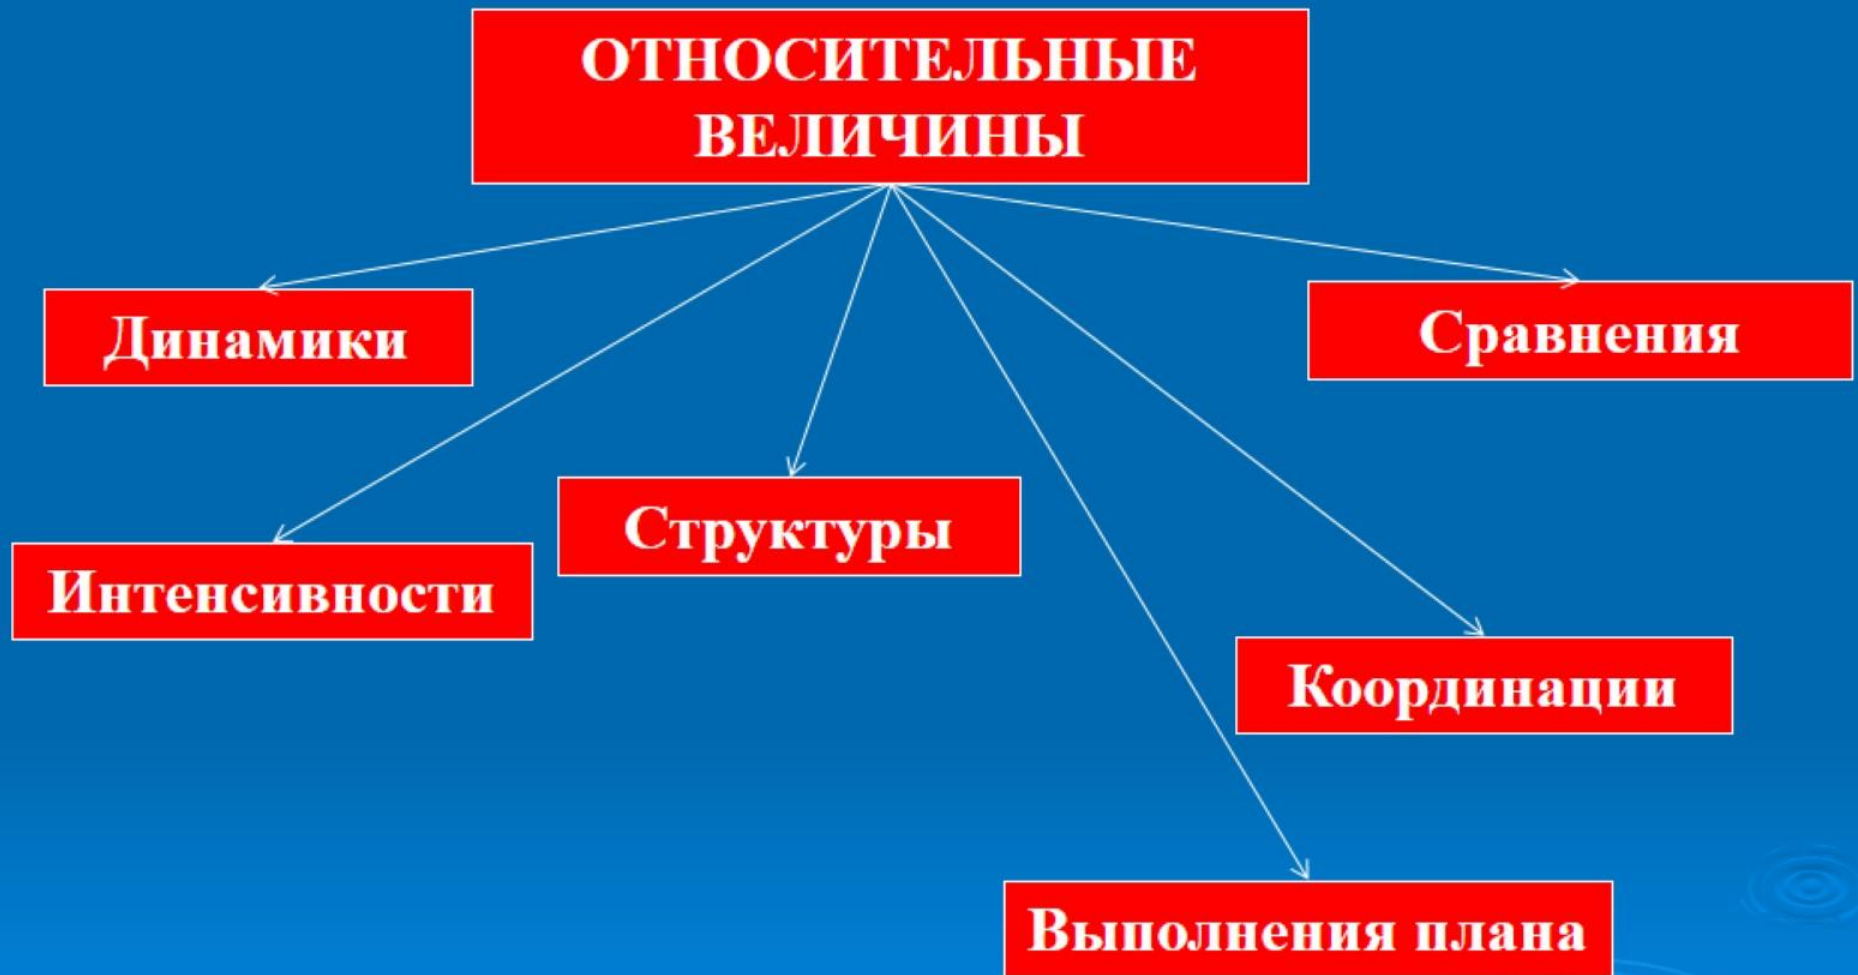 ОТНОСИТЕЛЬНЫЕ
ВЕЛИЧИНЫ
Динамики
Сравнения
Структуры
Интенсивности
Координации
Выполнения плана